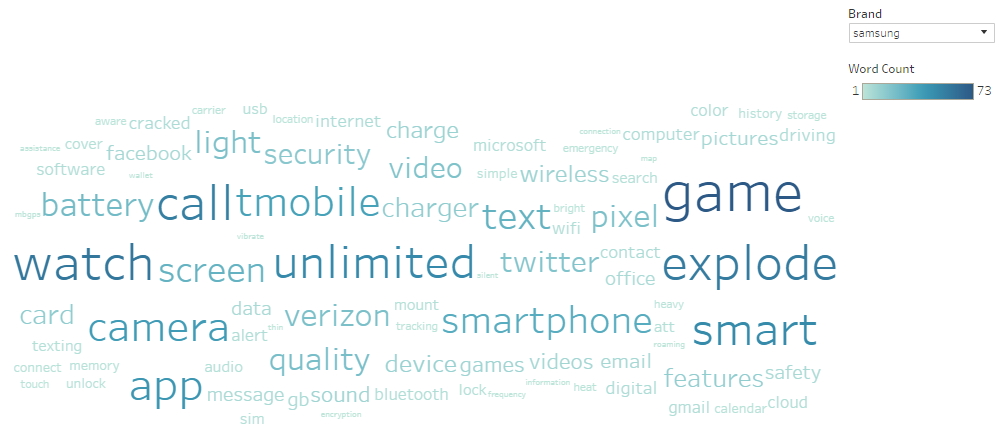 Brand
samsung
Word Count
1 73
carrier usb color history storage
aware cracked location internet charge connection computer pictures driving
assistance cover facebook light security microsoft emergency
software wallet video simple wireless map search
mbgps battery call tmobile charger text bright wifi pixel game voice
vibrate
watch screen unlimited silent twitter contact office explode
card camera data alert thin verizon mount tracking smartphone heavy att roaming smart
texting
connect memory audio quality device games videos email features safety
touch unlock app message gb sound bluetooth lock frequency information heat digital gmail calendar cloud
sim encryption